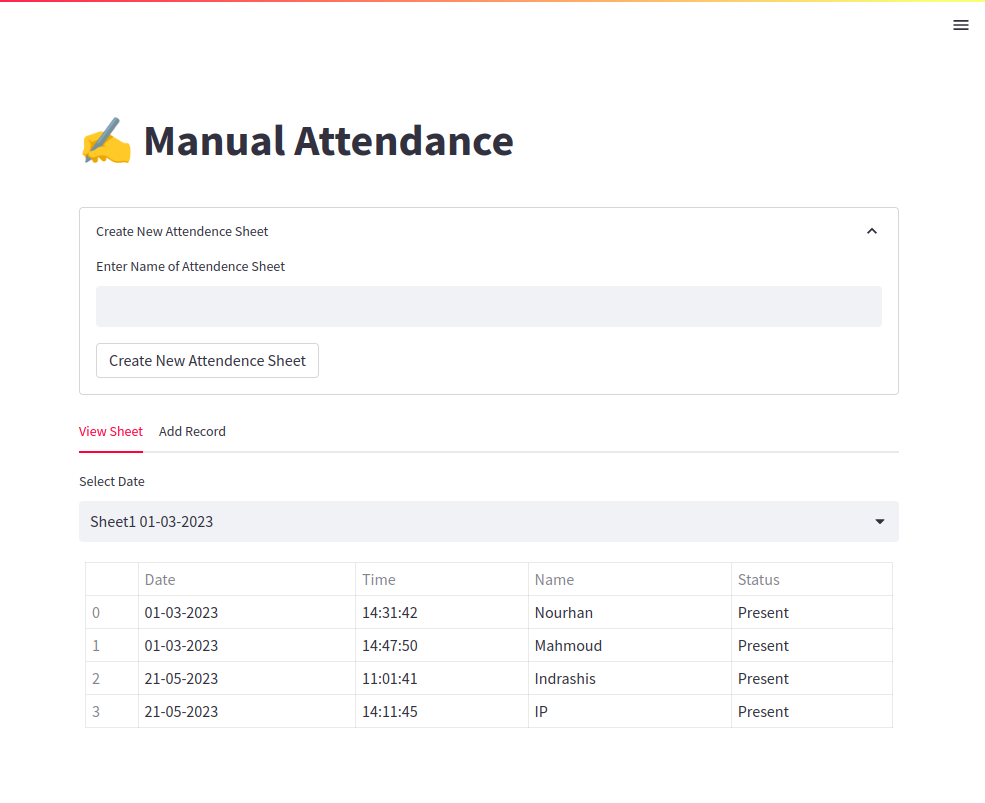 ✍️ Manual Attendance
Create New Attendence Sheet
Enter Name of Attendence Sheet
Create New Attendence Sheet
View Sheet Add Record
Select Date
Sheet1 01-03-2023
Date Time Name Status
0 01-03-2023 14:31:42 Nourhan Present
1 01-03-2023 14:47:50 Mahmoud Present
2 21-05-2023 11:01:41 Indrashis Present
3 21-05-2023 14:11:45 IP Present